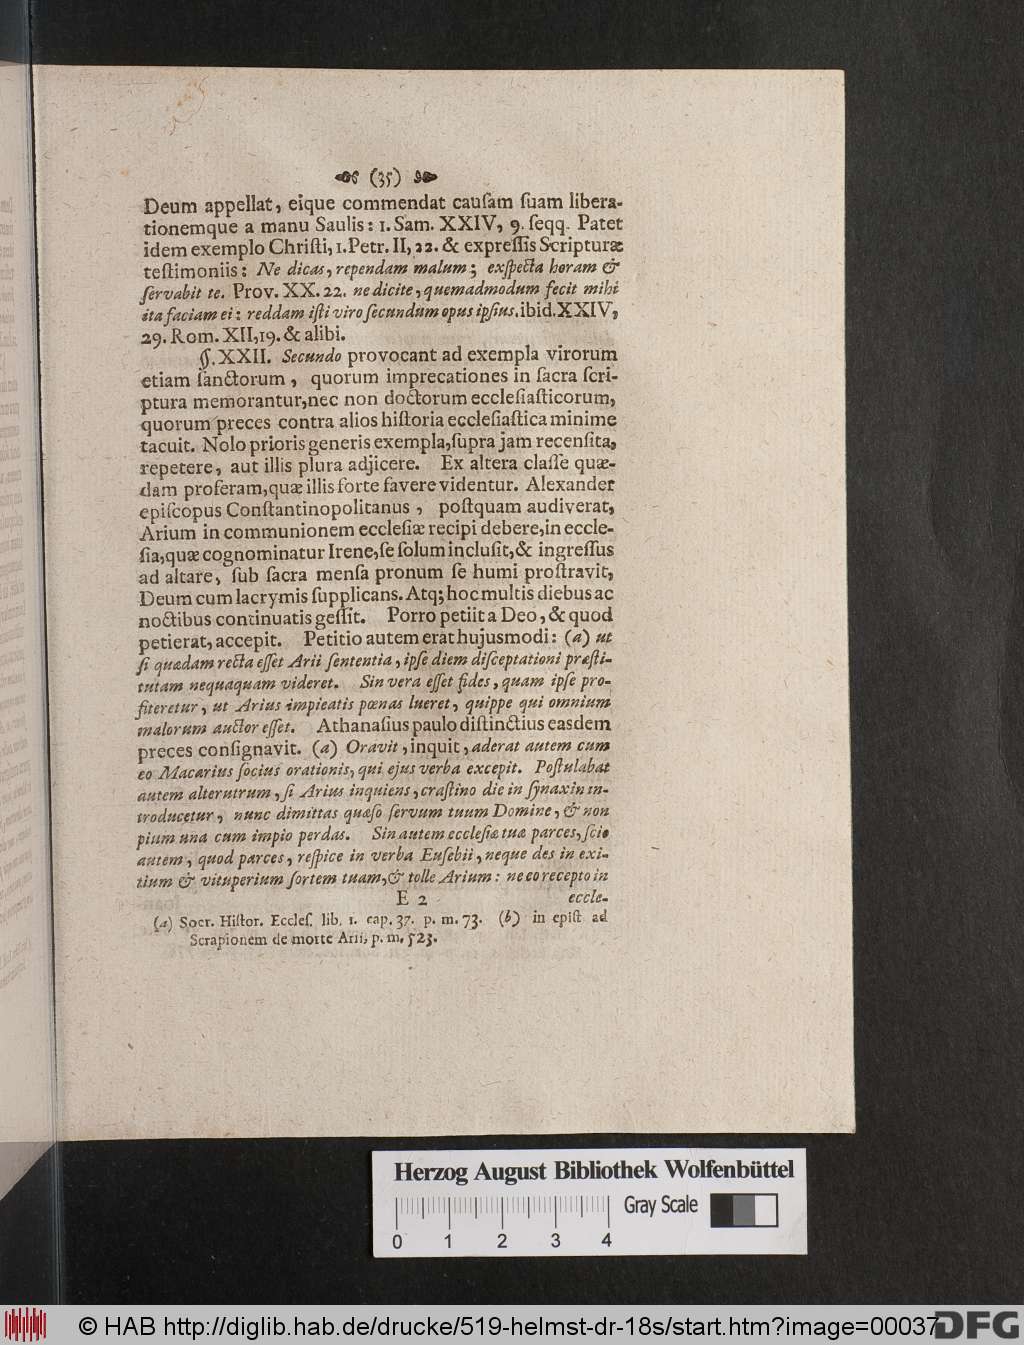 (35)
Deum appellat, eique commendat cauſam ſuam libera-
tionemque a manu Saulis: 1. Sam. XXIV, 9. ſeqq. Patet
idem exemplo Chriſti, 1. Petr. II, 22. & expreſſis Scripturæ
teſtimoniis: Ne dicas, rependam malum; exſpecta horam &
ſervabit te. Prov. XX. 22. ne dicite, quemadmodum fecit mihi
ita faciam ei: reddam iſti viro ſecundum opus ipſius. ibid. XXIV,
29. Rom. XII, 19. & alibi.
§. XXII. Secundo provocant ad exempla virorum
etiam ſanctorum, quorum imprecationes in ſacra ſcri-
ptura memorantur, nec non doctorum eccleſiaſticorum,
quorum preces contra alios hiſtoria eccleſiaſtica minime
tacuit. Nolo prioris generis exempla, ſupra jam recenſita,
repetere, aut illis plura adjicere. Ex altera claſſe quæ-
dam proferam, quæ illis forte favere videntur. Alexander
epiſcopus Conſtantinopolitanus, poſtquam audiverat,
Arium in communionem eccleſiæ recipi debere, in eccle-
ſia, quæ cognominatur Irene, ſe ſolum incluſit, & ingreſſus
ad altare, ſub ſacra menſa pronum ſe humi proſtravit,
Deum cum lacrymis ſupplicans. Atq; hoc multis diebus ac
noctibus continuatis geſſit. Porro petiit a Deo, & quod
petierat, accepit. Petitio autem erat hujusmodi: (a) ut
ſi quædam recta eſſet Arii ſententia, ipſe diem diſceptationi præſti-
tutam nequaquam videret. Sin vera eſſet fides, quam ipſe pro-
fiteretur, ut Arius impietatis pœnas lueret, quippe qui omnium
malorum auctor eſſet. Athanaſius paulo diſtinctius easdem
preces conſignavit. (a) Oravit, inquit, aderat autem cum
eo Macarius ſocius orationis, qui ejus verba excepit. Poſtulabat
autem alterutrum, ſi Arius inquiens, craſtino die in ſynaxin in-
troducetur, nunc dimittas quæſo ſervum tuum Domine, & non
pium una cum impio perdas. Sin autem eccleſiæ tuæ parces, ſcio
autem, quod parces, reſpice in verba Euſebii, neque des in exi-
tium & vituperium ſortem tuam, & tolle Arium: ne eo recepto in
E 2 eccle-
(a) Socr. Hiſtor. Eccleſ. lib. 1. cap. 37. p. m. 73. (b) in epiſt ad
Scrapionem de morte Arii, p. m. 523.
Herzog August Bibliothek Wolfenbüttel
Gray Scale
0 1 2 3 4
© HAB http://diglib.hab.de/drucke/519-helmst-dr-18s/start.htm?image=00037
DFG